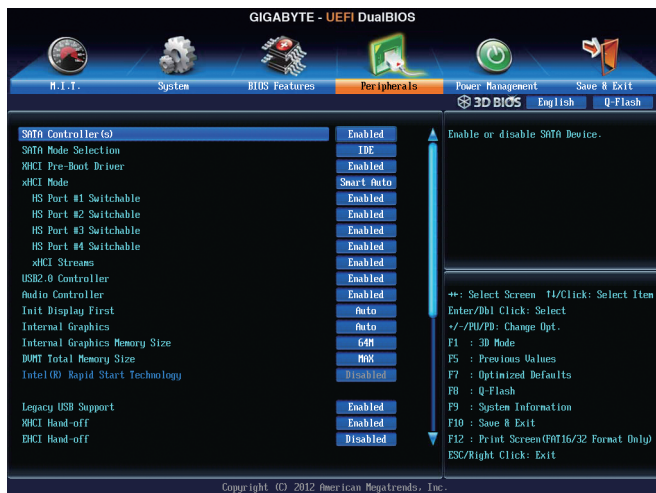 GIGABYTE - UEFI DualBIOS
M.I.T.
System
BIOS Features
Peripherals
Power Management
Save & Exit
3D BIOS
English
Q-Flash
SATA Controller(s) Enabled
SATA Mode Selection IDE
XHCI Pre-Boot Driver Enabled
xHCI Mode Smart Auto
HS Port #1 Switchable Enabled
HS Port #2 Switchable Enabled
HS Port #3 Switchable Enabled
HS Port #4 Switchable Enabled
xHCI Streams Enabled
USB2.0 Controller Enabled
Audio Controller Enabled
Init Display First Auto
Internal Graphics Auto
Internal Graphics Memory Size 64M
DVMT Total Memory Size MAX
Intel(R) Rapid Start Technology Disabled
Legacy USB Support Enabled
XHCI Hand-off Enabled
EHCI Hand-off Disabled
Enable or disable SATA Device.
→←: Select Screen ↑↓/Click: Select Item
Enter/Dbl Click: Select
+/-/PU/PD: Change Opt.
F1 : 3D Mode
F5 : Previous Values
F7 : Optimized Defaults
F8 : Q-Flash
F9 : System Information
F10 : Save & Exit
F12 : Print Screen(FAT16/32 Format Only)
ESC/Right Click: Exit
Copyright (C) 2012 American Megatrends, Inc.